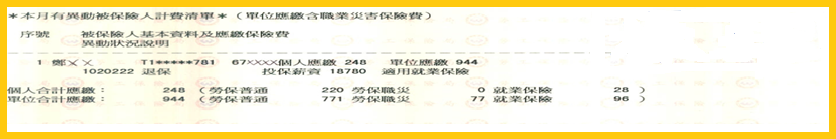 *本月有異動被保險人計費清單*（單位應繳含職業災害保險費）
序號 被保險人基本資料及應繳保險費
異動狀況說明
1 鄭ＸＸ T1*****781 67XXXX個人應繳 248 單位應繳 944
1020222 退保 投保薪資 18780 適用就業保險
個人合計應繳： 248（勞保普通 220 勞保職災 0 就業保險 28 ）
單位合計應繳： 944（勞保普通 771 勞保職災 77 就業保險 96 ）